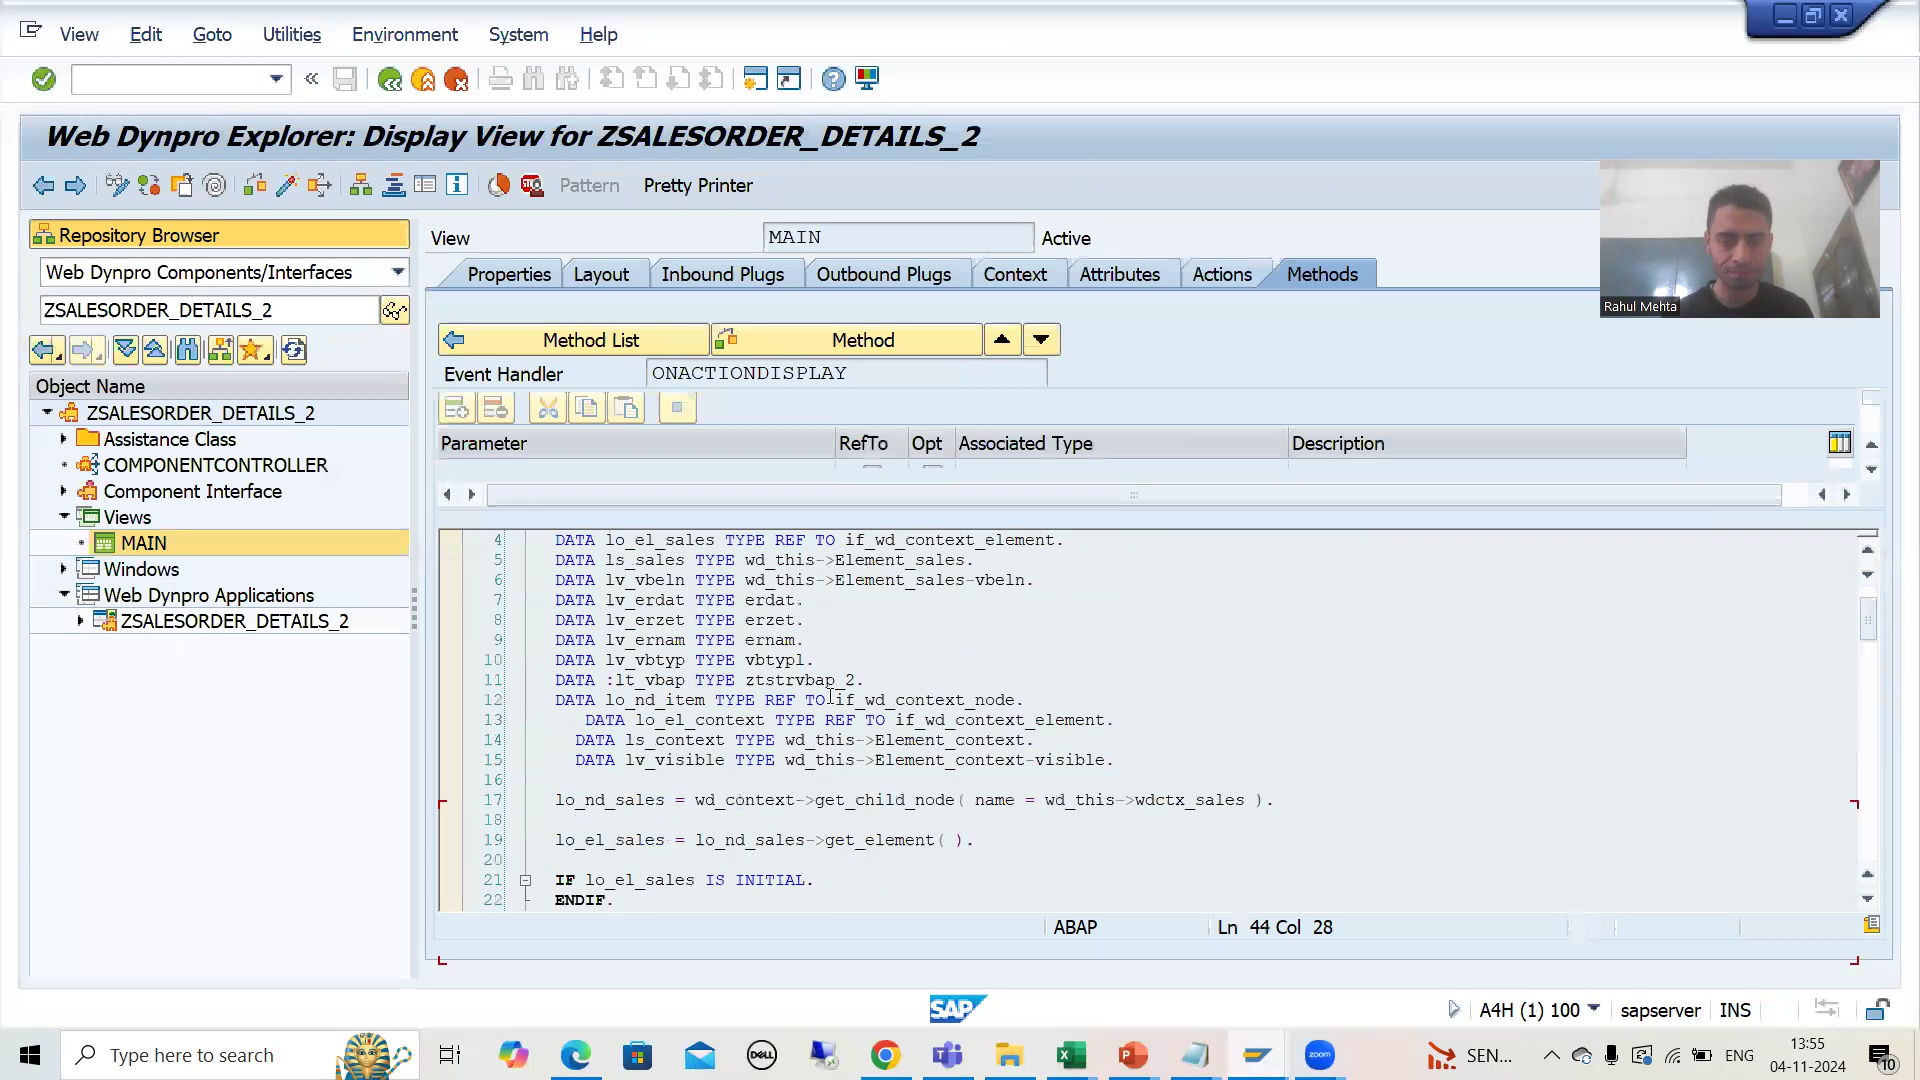 View Edit Goto Utilities Environment System Help
Web Dynpro Explorer: Display View for ZSALESORDER_DETAILS_2
Pattern Pretty Printer
Repository Browser
Web Dynpro Components/Interfaces
ZSALESORDER_DETAILS_2
Object Name
ZSALESORDER_DETAILS_2
Assistance Class
COMPONENTCONTROLLER
Component Interface
Views
MAIN
Windows
Web Dynpro Applications
ZSALESORDER_DETAILS_2
View MAIN Active
Properties Layout Inbound Plugs Outbound Plugs Context Attributes Actions Methods
Method List Method
Event Handler ONACTIONDISPLAY
Parameter RefTo Opt Associated Type Description
4 DATA lo_el_sales TYPE REF TO if_wd_context_element.
5 DATA ls_sales TYPE wd_this->Element_sales.
6 DATA lv_vbeln TYPE wd_this->Element_sales-vbeln.
7 DATA lv_erdat TYPE erdat.
8 DATA lv_erzet TYPE erzet.
9 DATA lv_ernam TYPE ernam.
10 DATA lv_vbtyp TYPE vbtypl.
11 DATA :lt_vbap TYPE ztstrvbap_2.
12 DATA lo_nd_item TYPE REF TO if_wd_context_node.
13 DATA lo_el_context TYPE REF TO if_wd_context_element.
14 DATA ls_context TYPE wd_this->Element_context.
15 DATA lv_visible TYPE wd_this->Element_context-visible.
16
17 lo_nd_sales = wd_context->get_child_node( name = wd_this->wdctx_sales ).
18
19 lo_el_sales = lo_nd_sales->get_element( ).
20
21 IF lo_el_sales IS INITIAL.
22 ENDIF.
ABAP Ln 44 Col 28
Rahul Mehta
SAP
A4H (1) 100 sapserver INS
Type here to search
DELL
zoom
SEN...
ENG
13:55
04-11-2024
10